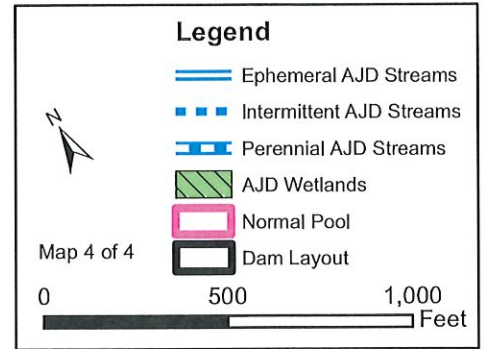 Legend
Ephemeral AJD Streams
Intermittent AJD Streams
Perennial AJD Streams
AJD Wetlands
Normal Pool
Dam Layout
N
Map 4 of 4
0 500 1,000
Feet